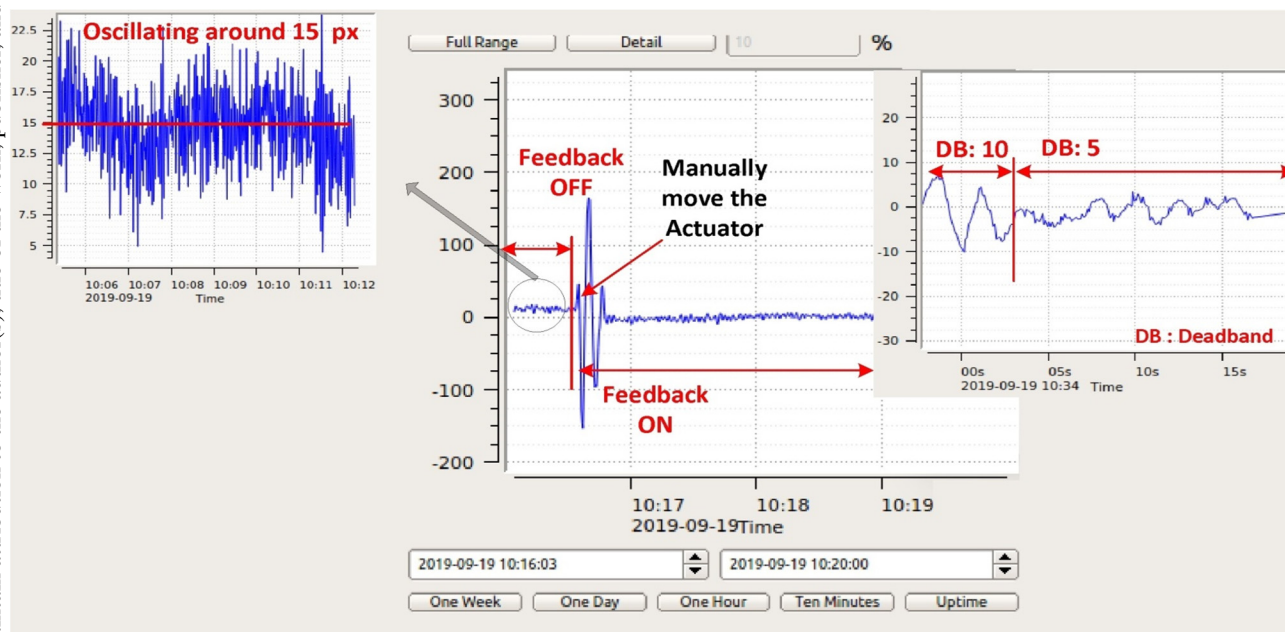 Oscillating around 15 px
22.5
20
17.5
15
12.5
10
7.5
5
10:06 10:07 10:08 10:09 10:10 10:11 10:12
2019-09-19 Time
Full Range Detail 10 %
300
200
100
0
-100
-200
Feedback
OFF
Manually
move the
Actuator
Feedback
ON
10:17 10:18 10:19
2019-09-19Time
20
10
0
-10
-20
-30
DB: 10 DB: 5
DB : Deadband
00s 05s 10s 15s
2019-09-19 10:34 Time
2019-09-19 10:16:03 2019-09-19 10:20:00
One Week One Day One Hour Ten Minutes Uptime